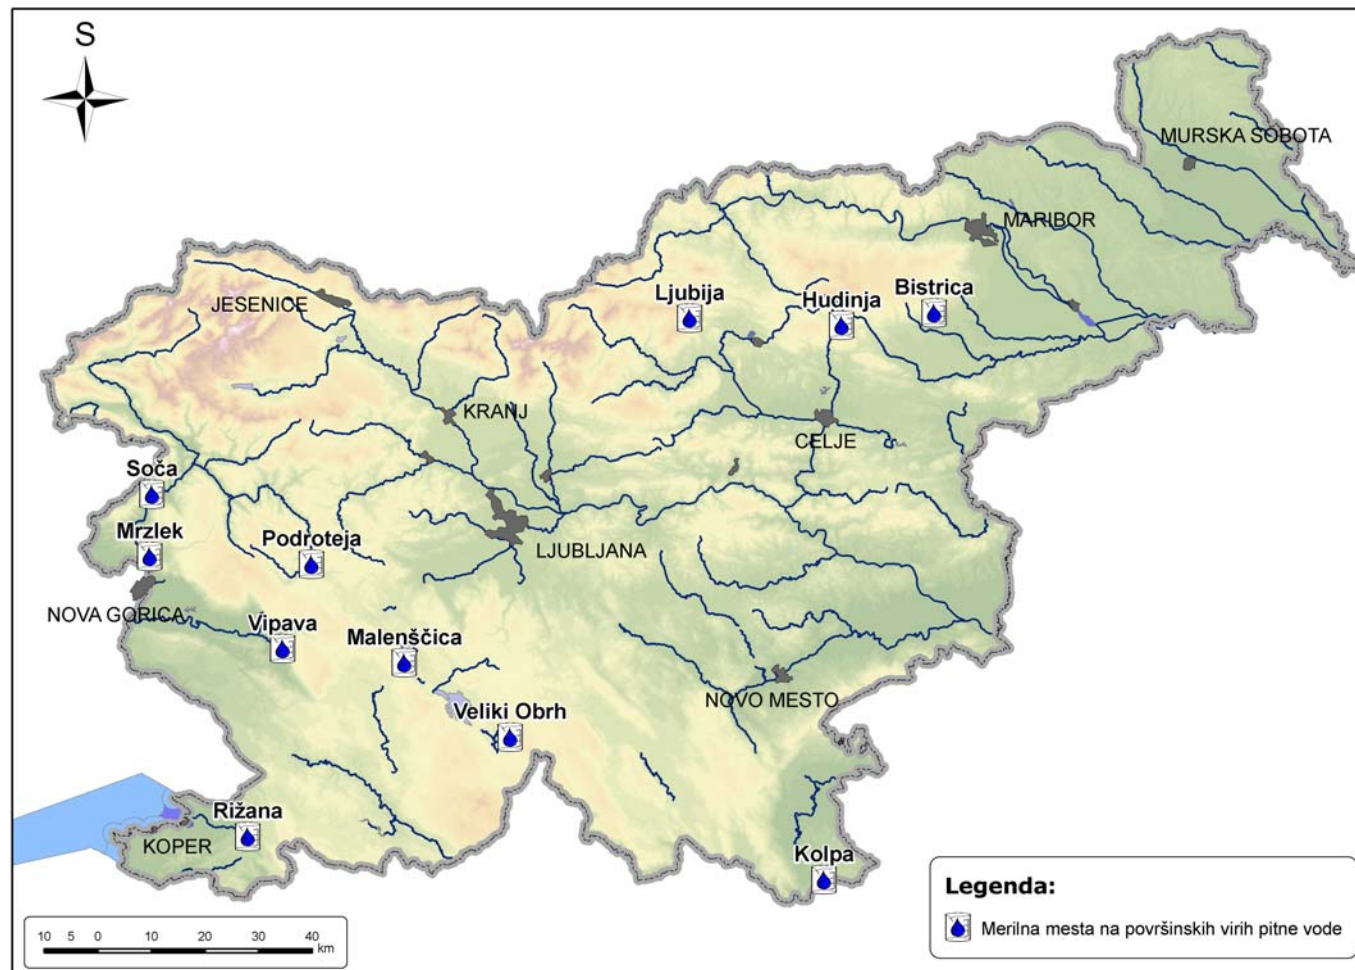 S
MURSKA SOBOTA
MARIBOR
JESENICE
Ljubija
Hudinja
Bistrica
KRANJ
CELJE
Soča
Mrzlek
Podroteja
LJUBLJANA
NOVA GORICA
Vipava
Malenščica
NOVO MESTO
Veliki Obrh
Rižana
KOPER
Kolpa
Legenda:
Merilna mesta na površinskih virih pitne vode
10 5 0 10 20 30 40
km